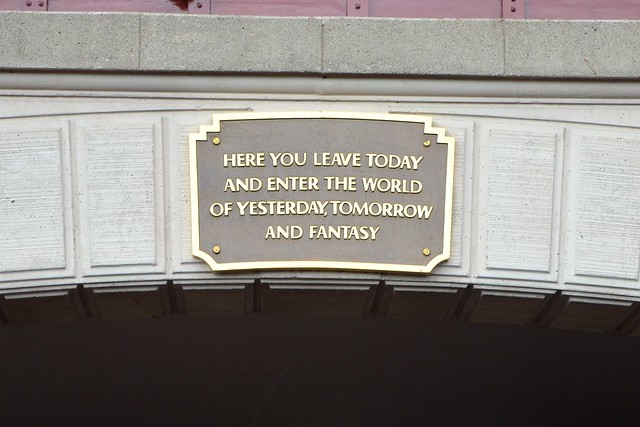 HERE YOU LEAVE TODAY
AND ENTER THE WORLD
OF YESTERDAY, TOMORROW
AND FANTASY